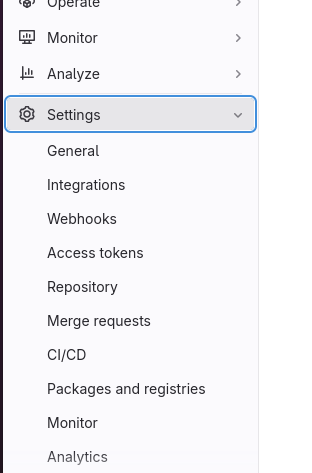 Operate
Monitor
Analyze
Settings
General
Integrations
Webhooks
Access tokens
Repository
Merge requests
CI/CD
Packages and registries
Monitor
Analytics